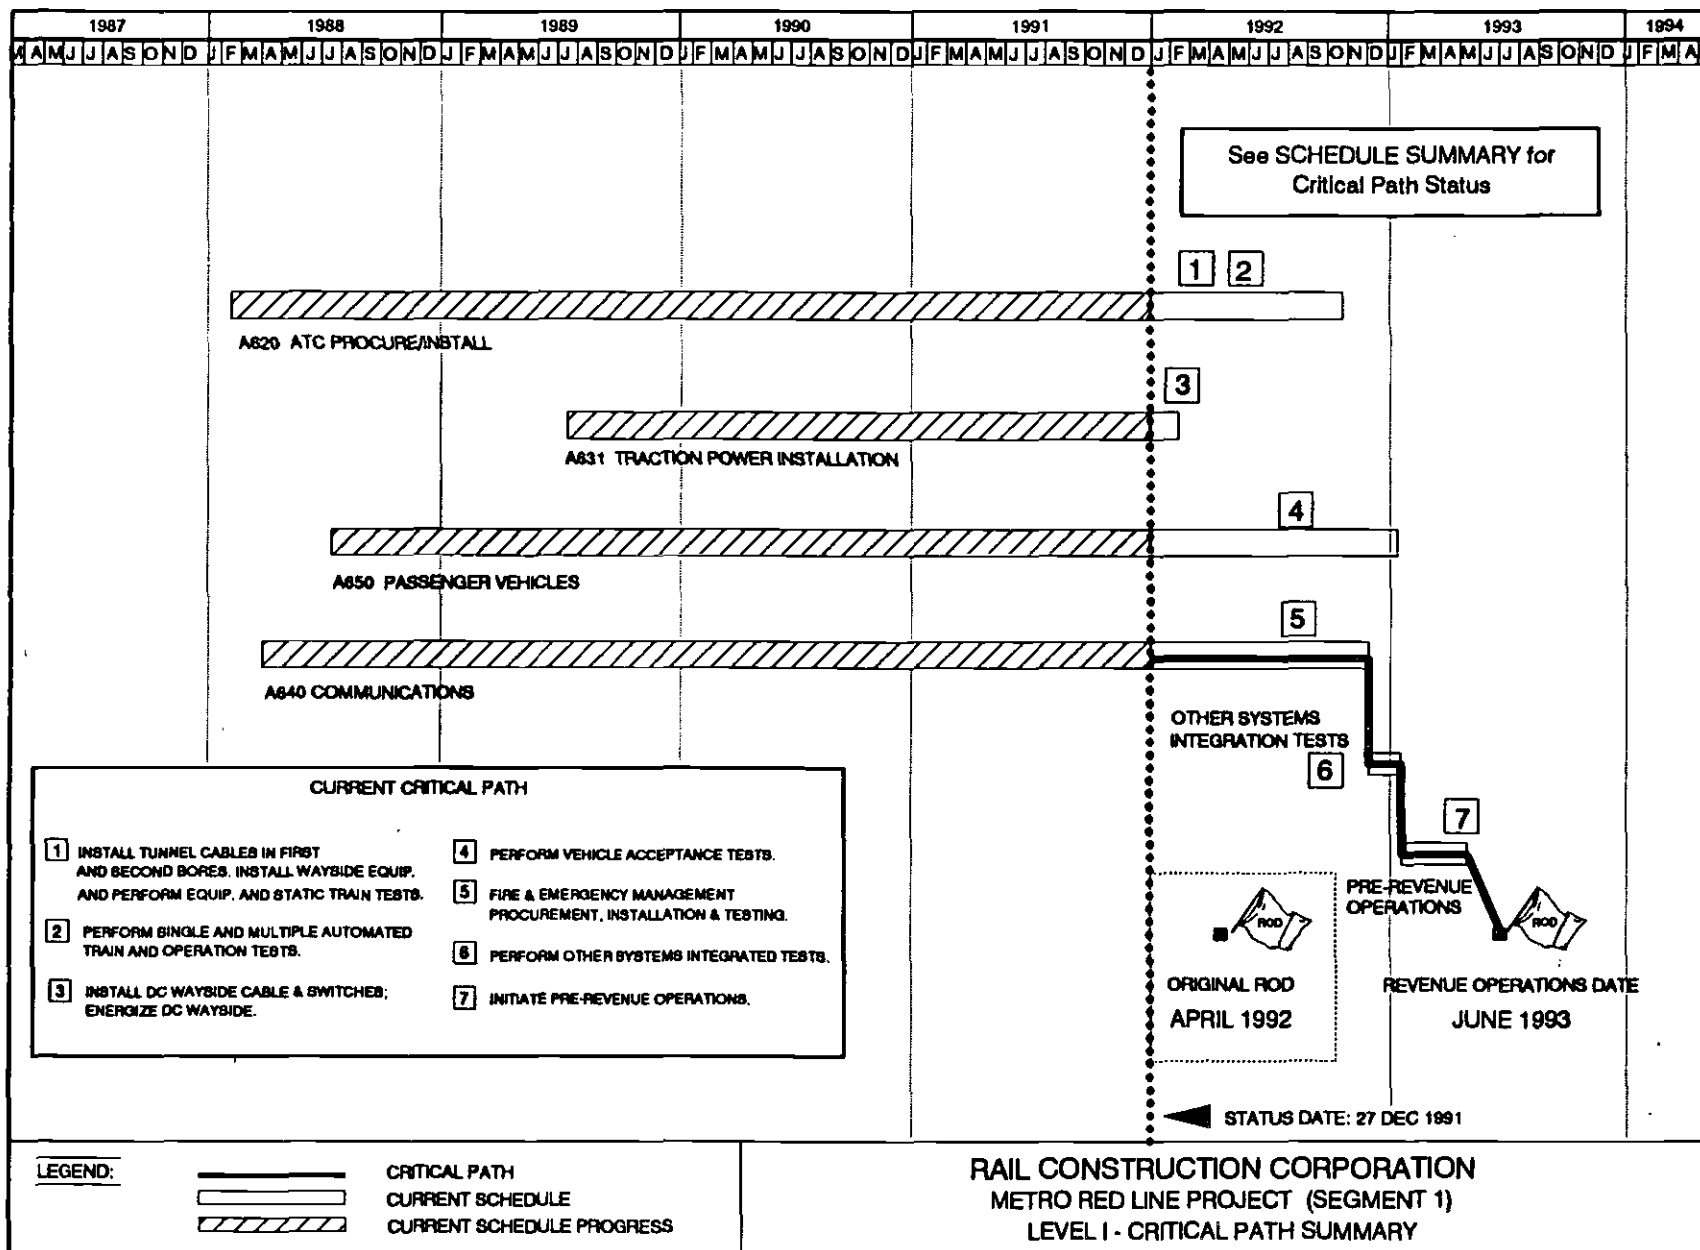 1987 1988 1989 1990 1991 1992 1993 1994
M A M J J A S O N D J F M A M J J A S O N D J F M A M J J A S O N D J F M A M J J A S O N D J F M A M J J A S O N D J F M A M J J A S O N D J F M A M J J A S O N D J F M A
See SCHEDULE SUMMARY for
Critical Path Status
1 2
A620 ATC PROCURE/INSTALL
3
A631 TRACTION POWER INSTALLATION
4
A650 PASSENGER VEHICLES
5
A640 COMMUNICATIONS
OTHER SYSTEMS
INTEGRATION TESTS
6
7
PRE-REVENUE
OPERATIONS
CURRENT CRITICAL PATH
1 INSTALL TUNNEL CABLES IN FIRST
AND SECOND BORES. INSTALL WAYSIDE EQUIP.
AND PERFORM EQUIP. AND STATIC TRAIN TESTS.
2 PERFORM SINGLE AND MULTIPLE AUTOMATED
TRAIN AND OPERATION TESTS.
3 INSTALL DC WAYSIDE CABLE & SWITCHES;
ENERGIZE DC WAYSIDE.
4 PERFORM VEHICLE ACCEPTANCE TESTS.
5 FIRE & EMERGENCY MANAGEMENT
PROCUREMENT, INSTALLATION & TESTING.
6 PERFORM OTHER SYSTEMS INTEGRATED TESTS.
7 INITIATE PRE-REVENUE OPERATIONS.
ROD
ORIGINAL ROD
APRIL 1992
ROD
REVENUE OPERATIONS DATE
JUNE 1993
STATUS DATE: 27 DEC 1991
LEGEND:
CRITICAL PATH
CURRENT SCHEDULE
CURRENT SCHEDULE PROGRESS
RAIL CONSTRUCTION CORPORATION
METRO RED LINE PROJECT (SEGMENT 1)
LEVEL I - CRITICAL PATH SUMMARY